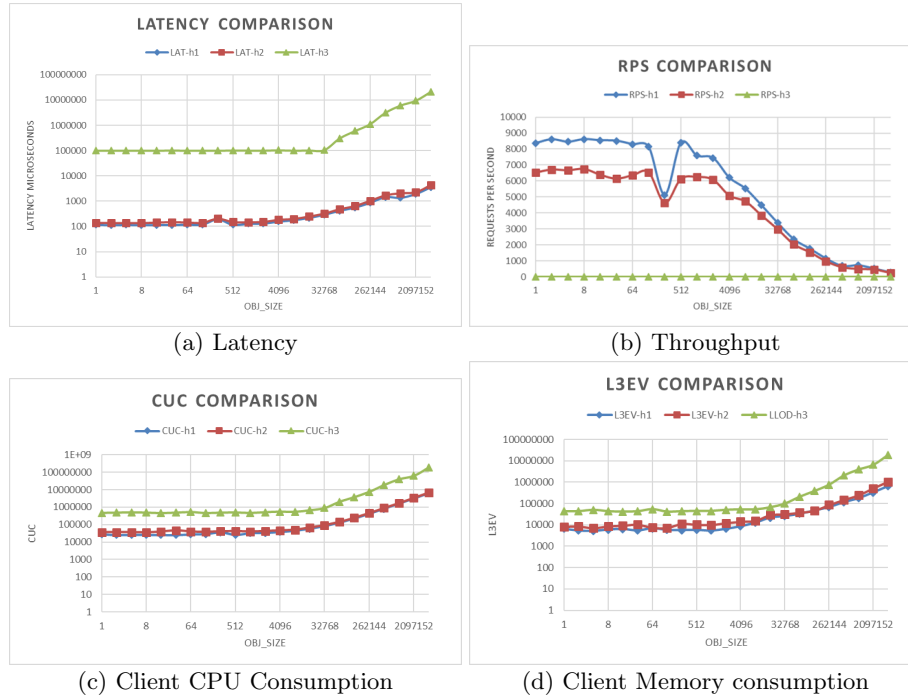 LATENCY COMPARISON
LAT-h1 LAT-h2 LAT-h3
100000000
10000000
1000000
100000
10000
1000
100
10
1
LATENCY MICROSECONDS
1 8 64 512 4096 32768 262144 2097152
OBJ_SIZE
(a) Latency
RPS COMPARISON
RPS-h1 RPS-h2 RPS-h3
10000
9000
8000
7000
6000
5000
4000
3000
2000
1000
0
REQUESTS PER SECOND
1 8 64 512 4096 32768 262144 2097152
OBJ_SIZE
(b) Throughput
CUC COMPARISON
CUC-h1 CUC-h2 CUC-h3
1E+09
100000000
10000000
1000000
100000
10000
1000
100
10
1
CUC
1 8 64 512 4096 32768 262144 2097152
OBJ_SIZE
(c) Client CPU Consumption
L3EV COMPARISON
L3EV-h1 L3EV-h2 LLOD-h3
100000000
10000000
1000000
100000
10000
1000
100
10
1
L3EV
1 8 64 512 4096 32768 262144 2097152
OBJ_SIZE
(d) Client Memory consumption